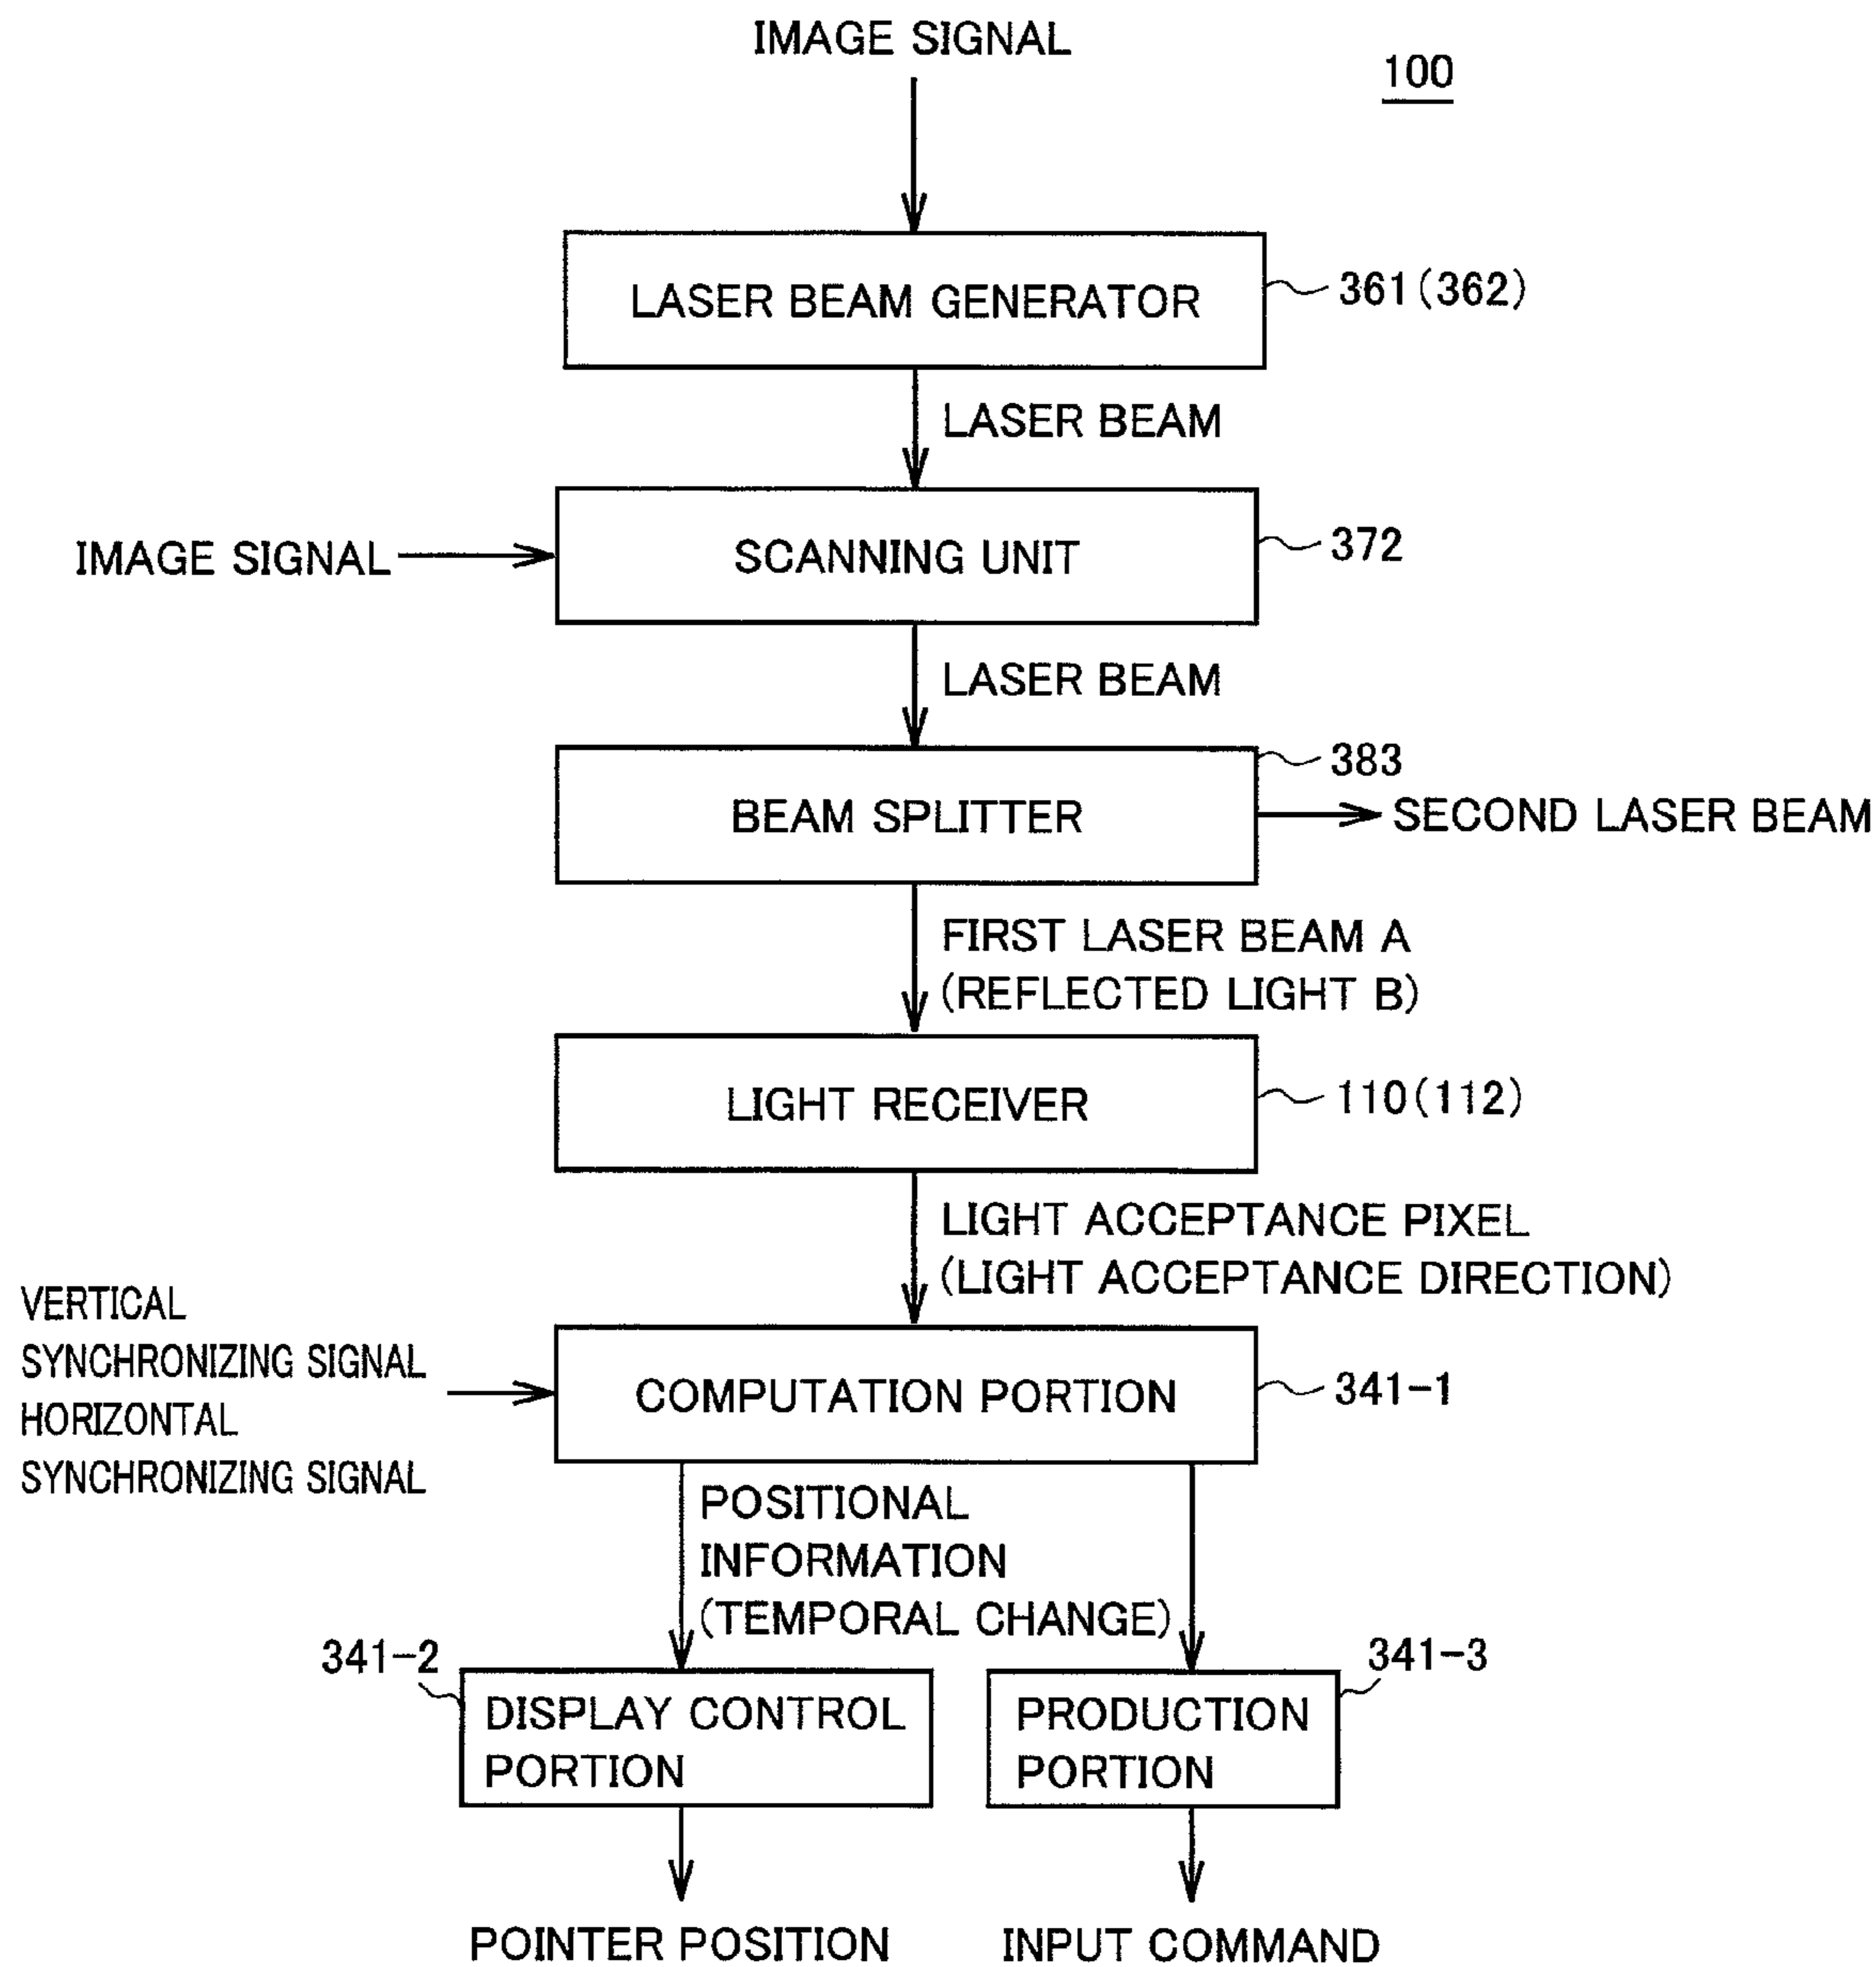 IMAGE SIGNAL
100
LASER BEAM GENERATOR
361(362)
LASER BEAM
IMAGE SIGNAL
SCANNING UNIT
372
LASER BEAM
383
BEAM SPLITTER
SECOND LASER BEAM
FIRST LASER BEAM A
(REFLECTED LIGHT B)
LIGHT RECEIVER
110(112)
LIGHT ACCEPTANCE PIXEL
(LIGHT ACCEPTANCE DIRECTION)
VERTICAL
SYNCHRONIZING SIGNAL
HORIZONTAL
SYNCHRONIZING SIGNAL
COMPUTATION PORTION
341-1
POSITIONAL
INFORMATION
(TEMPORAL CHANGE)
341-2
DISPLAY CONTROL
PORTION
341-3
PRODUCTION
PORTION
POINTER POSITION
INPUT COMMAND